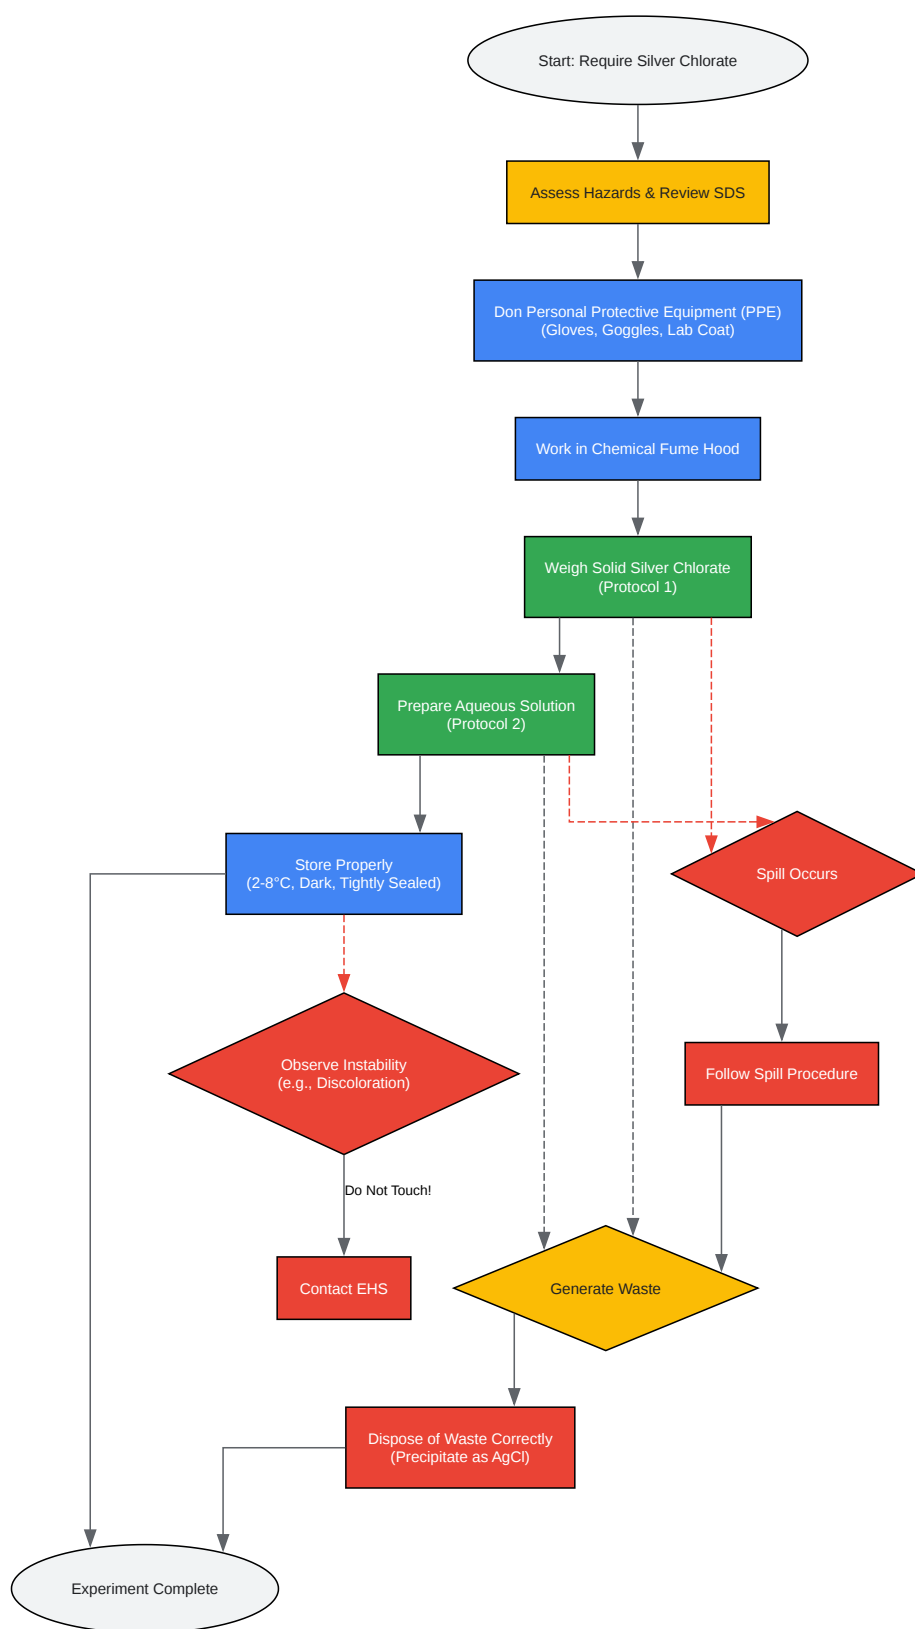 Start: Require Silver Chlorate
Assess Hazards & Review SDS
Don Personal Protective Equipment (PPE)
(Gloves, Goggles, Lab Coat)
Work in Chemical Fume Hood
Weigh Solid Silver Chlorate
(Protocol 1)
Prepare Aqueous Solution
(Protocol 2)
Store Properly
(2-8°C, Dark, Tightly Sealed)
Spill Occurs
Observe Instability
(e.g., Discoloration)
Follow Spill Procedure
Do Not Touch!
Contact EHS
Generate Waste
Dispose of Waste Correctly
(Precipitate as AgCl)
Experiment Complete